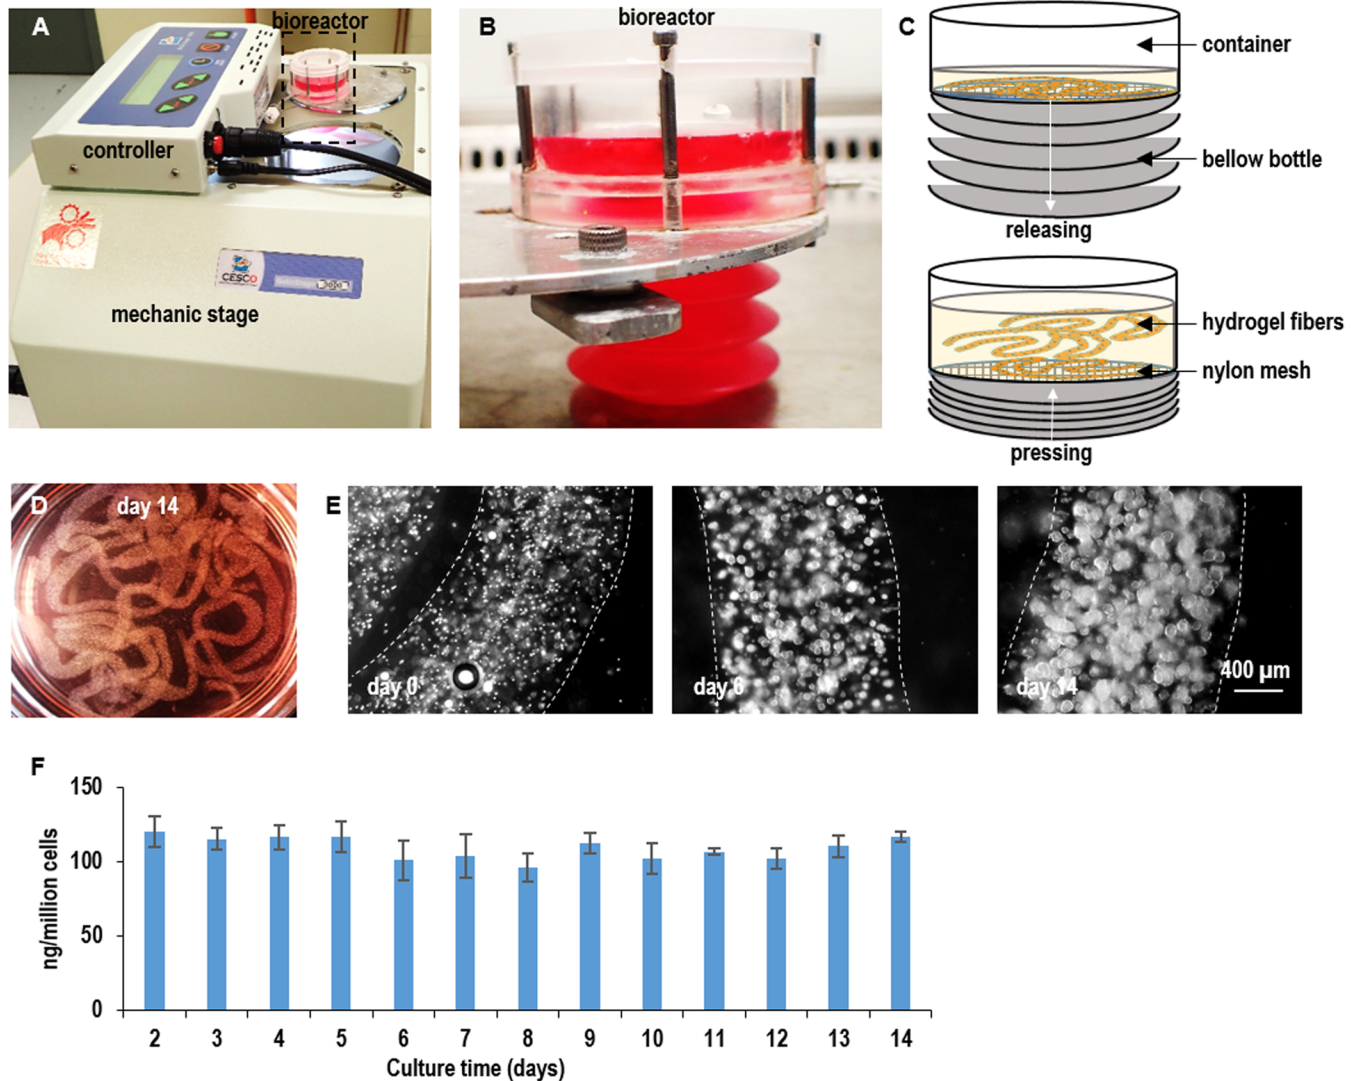 A
bioreactor
controller
CESCO
mechanic stage
B
bioreactor
C
container
bellow bottle
releasing
hydrogel fibers
nylon mesh
pressing
D
day 14
E
day 0
day 6
day 14
400 µm
F
150
100
50
0
ng/million cells
2 3 4 5 6 7 8 9 10 11 12 13 14
Culture time (days)